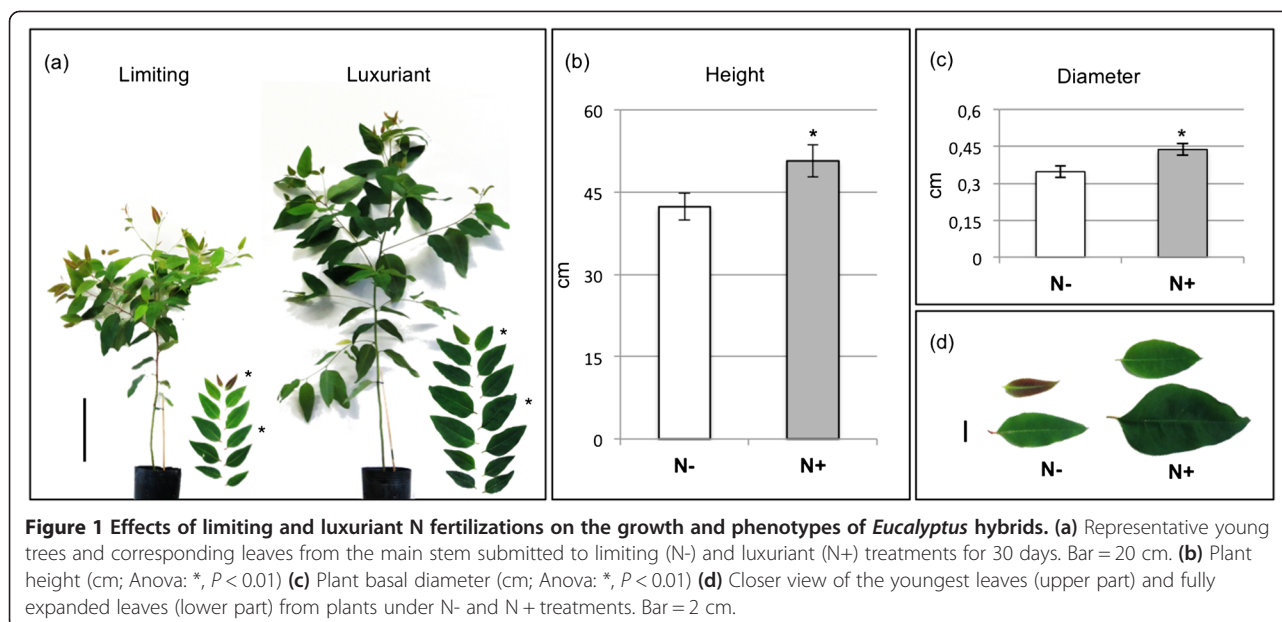 (a)
Limiting
Luxuriant
*
*
*
*
(b)
Height
60
45
30
15
0
cm
*
N-
N+
(c)
Diameter
0,6
0,45
0,3
0,15
0
cm
*
N-
N+
(d)
N-
N+
Figure 1 Effects of limiting and luxuriant N fertilizations on the growth and phenotypes of Eucalyptus hybrids. (a) Representative young
trees and corresponding leaves from the main stem submitted to limiting (N-) and luxuriant (N+) treatments for 30 days. Bar = 20 cm. (b) Plant
height (cm; Anova: *, P < 0.01) (c) Plant basal diameter (cm; Anova: *, P < 0.01) (d) Closer view of the youngest leaves (upper part) and fully
expanded leaves (lower part) from plants under N- and N + treatments. Bar = 2 cm.